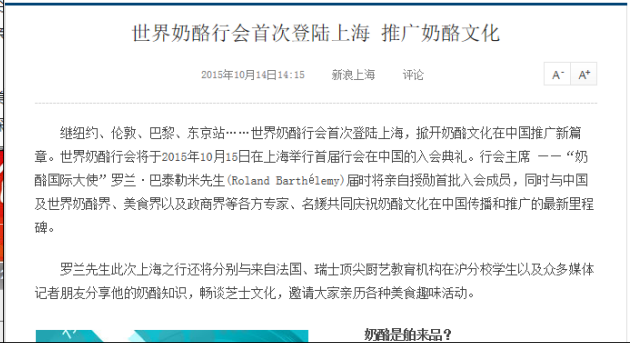 世界奶酪行会首次登陆上海 推广奶酪文化
2015年10月14日14:15 新浪上海 评论 A- A+
继纽约、伦敦、巴黎、东京站……世界奶酪行会首次登陆上海，掀开奶酪文化在中国推广新篇
章。世界奶酪行会将于2015年10月15日在上海举行首届行会在中国的入会典礼。行会主席 ——“奶
酪国际大使”罗兰·巴泰勒米先生(Roland Barthélemy)届时将亲自授勋首批入会成员，同时与中国
及世界奶酪界、美食界以及政商界等各方专家、名媛共同庆祝奶酪文化在中国传播和推广的最新里程
碑。
罗兰先生此次上海之行还将分别与来自法国、瑞士顶尖厨艺教育机构在沪分校学生以及众多媒体
记者朋友分享他的奶酪知识，畅谈芝士文化，邀请大家亲历各种美食趣味活动。
奶酪是舶来品？